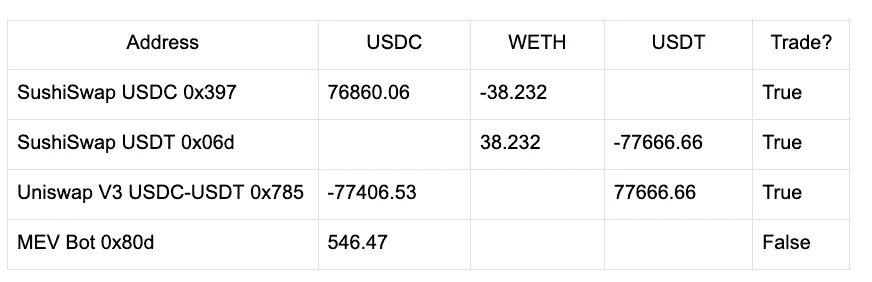 Address USDC WETH USDT Trade?
SushiSwap USDC 0x397 76860.06 -38.232 True
SushiSwap USDT 0x06d 38.232 -77666.66 True
Uniswap V3 USDC-USDT 0x785 -77406.53 77666.66 True
MEV Bot 0x80d 546.47 False